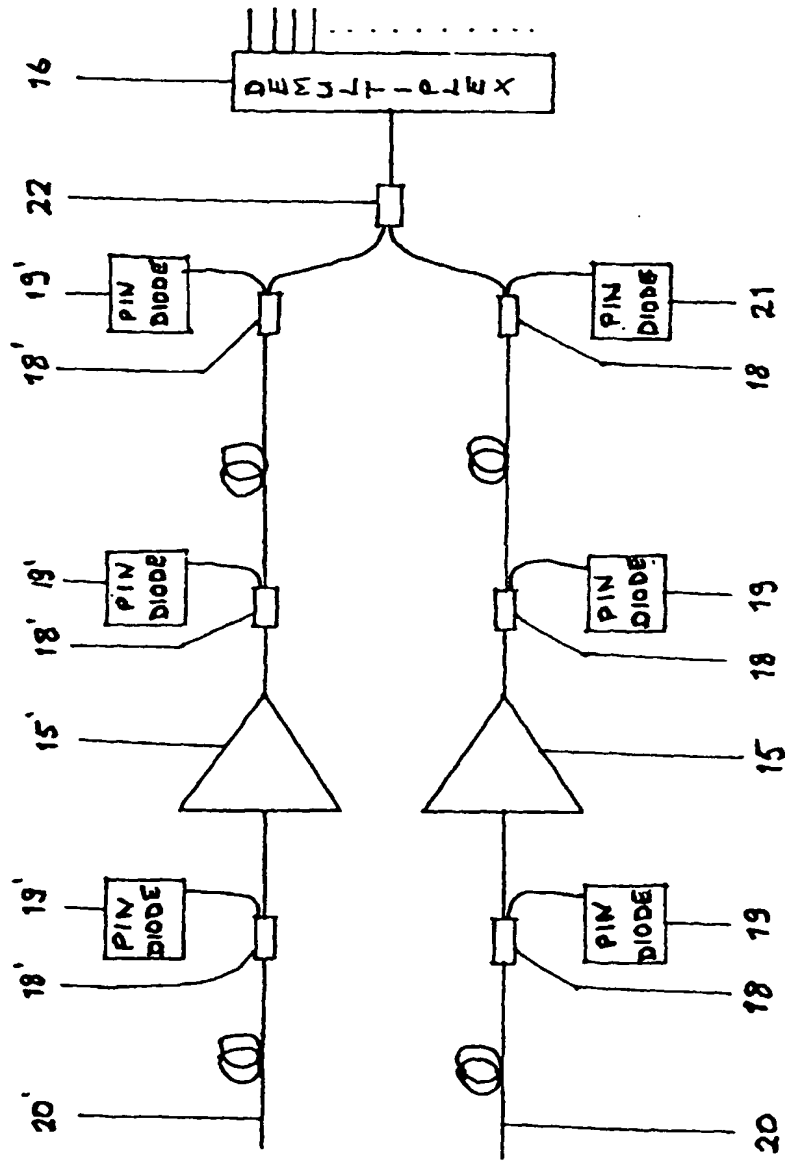 20'
18'
19'
15'
18'
19'
18'
19'
22
16
PIN
DIODE
PIN
DIODE
PIN
DIODE
DEMULTIPLEX
PIN
DIODE
PIN
DIODE
PIN
DIODE
20
18
19
15
18
19
18
21